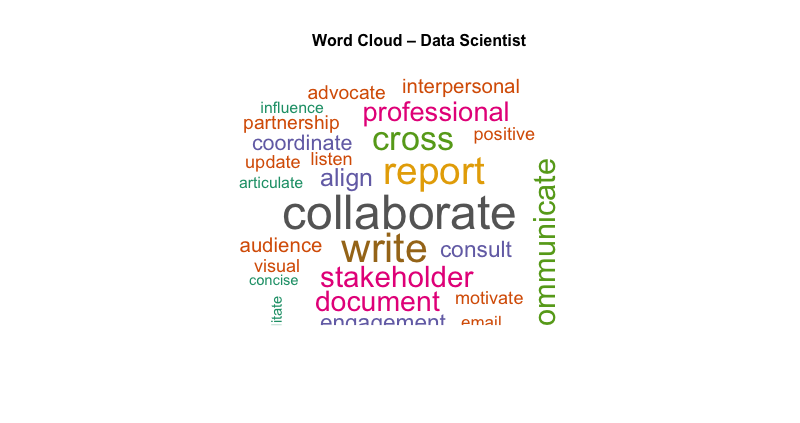 Word Cloud – Data Scientist
interpersonal
advocate
influence
professional
partnership
cross
positive
coordinate
update
listen
report
articulate
align
collaborate
ommunicate
audience
write
consult
visual
concise
stakeholder
document
motivate
itate
engagement
email